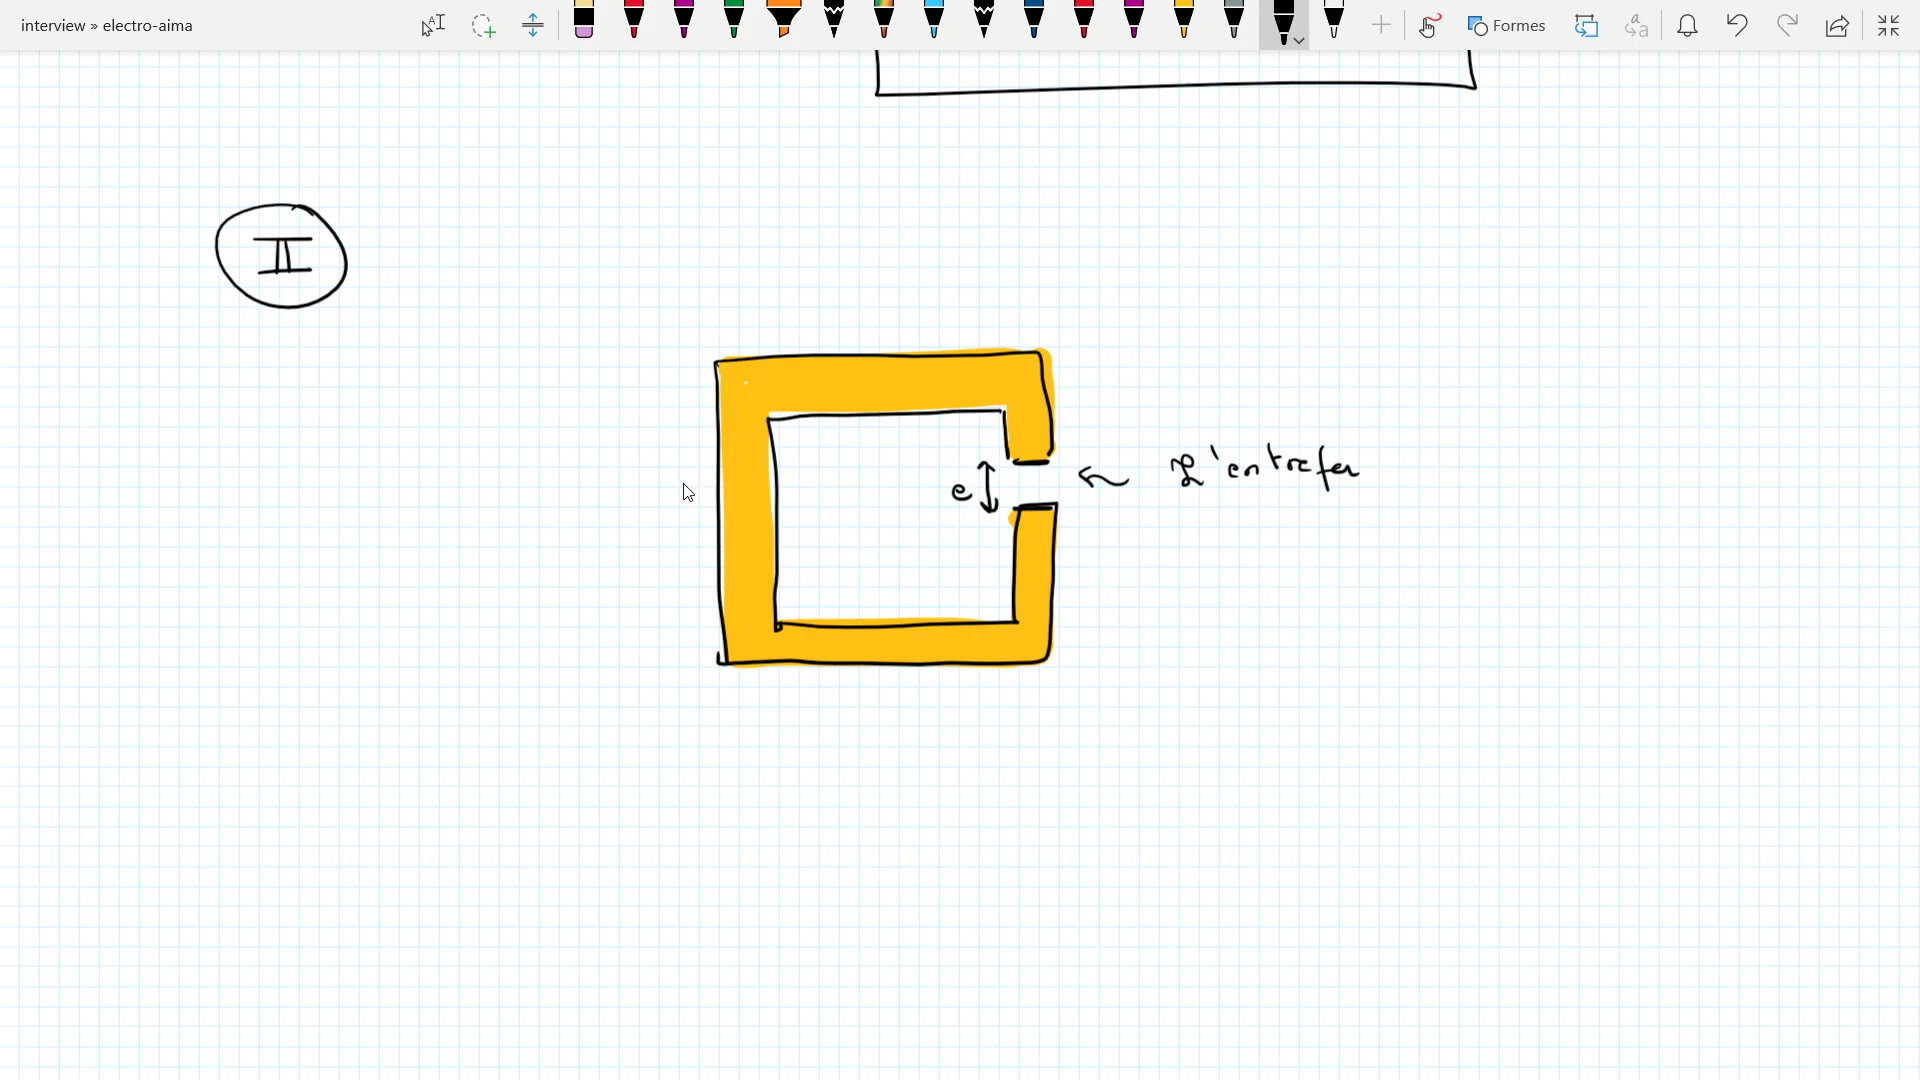 interview » electro-aima
Formes
II
L'entrefer
e